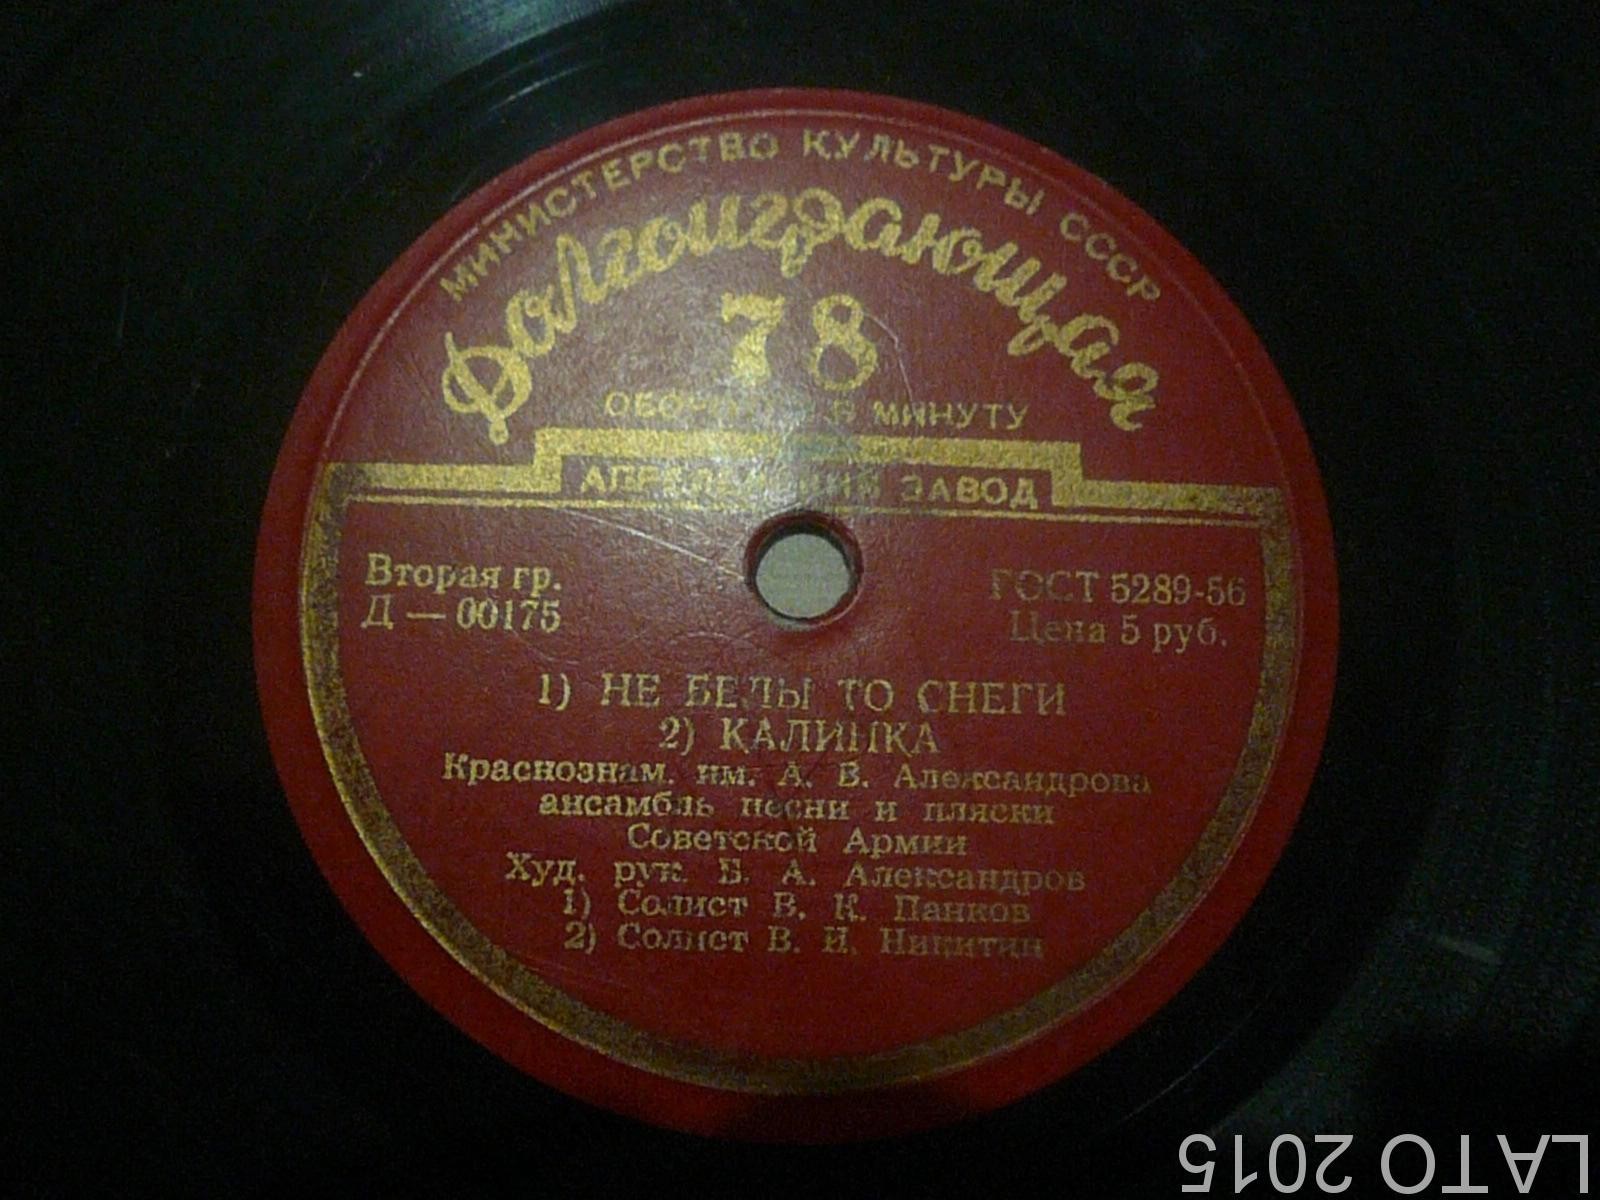 МИНИСТЕРСТВО КУЛЬТУРЫ СССР
Долгоиграющая
78
ОБОРОТОВ В МИНУТУ
АПРЕЛЕВСКИЙ ЗАВОД
Вторая гр.
Д — 00175
ГОСТ 5289-56
Цена 5 руб.
1) НЕ БЕЛЫ ТО СНЕГИ
2) КАЛИНКА
Краснознам. им. А. В. Александрова
ансамбль песни и пляски
Советской Армии
Худ. рук. Б. А. Александров
1) Солист В. К. Панков
2) Солист В. И. Никитин
LATO 2015